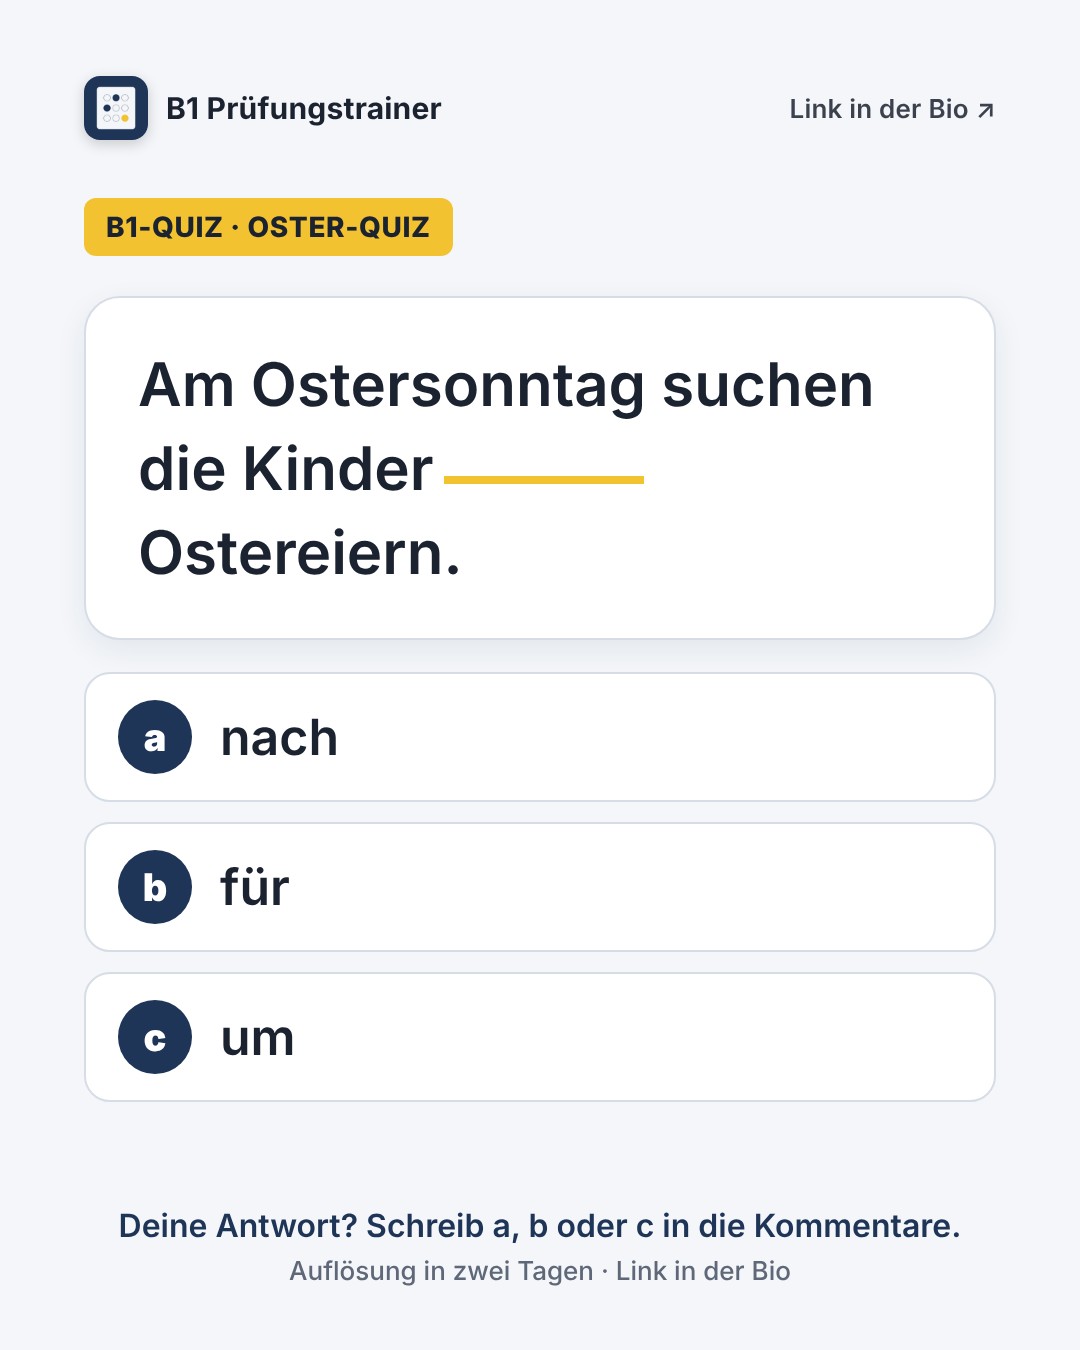 B1 Prüfungstrainer
Link in der Bio ↗
B1-QUIZ · OSTER-QUIZ
Am Ostersonntag suchen
die Kinder ______
Ostereiern.
a nach
b für
c um
Deine Antwort? Schreib a, b oder c in die Kommentare.
Auflösung in zwei Tagen · Link in der Bio